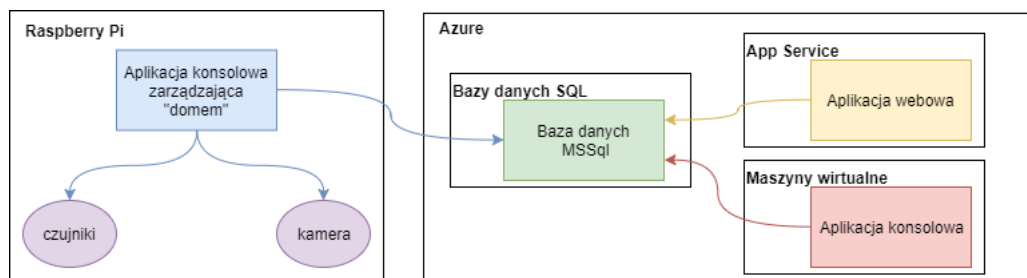 Raspberry Pi
Aplikacja konsolowa
zarządzająca
"domem"
czujniki
kamera
Azure
Bazy danych SQL
Baza danych
MSSql
App Service
Aplikacja webowa
Maszyny wirtualne
Aplikacja konsolowa